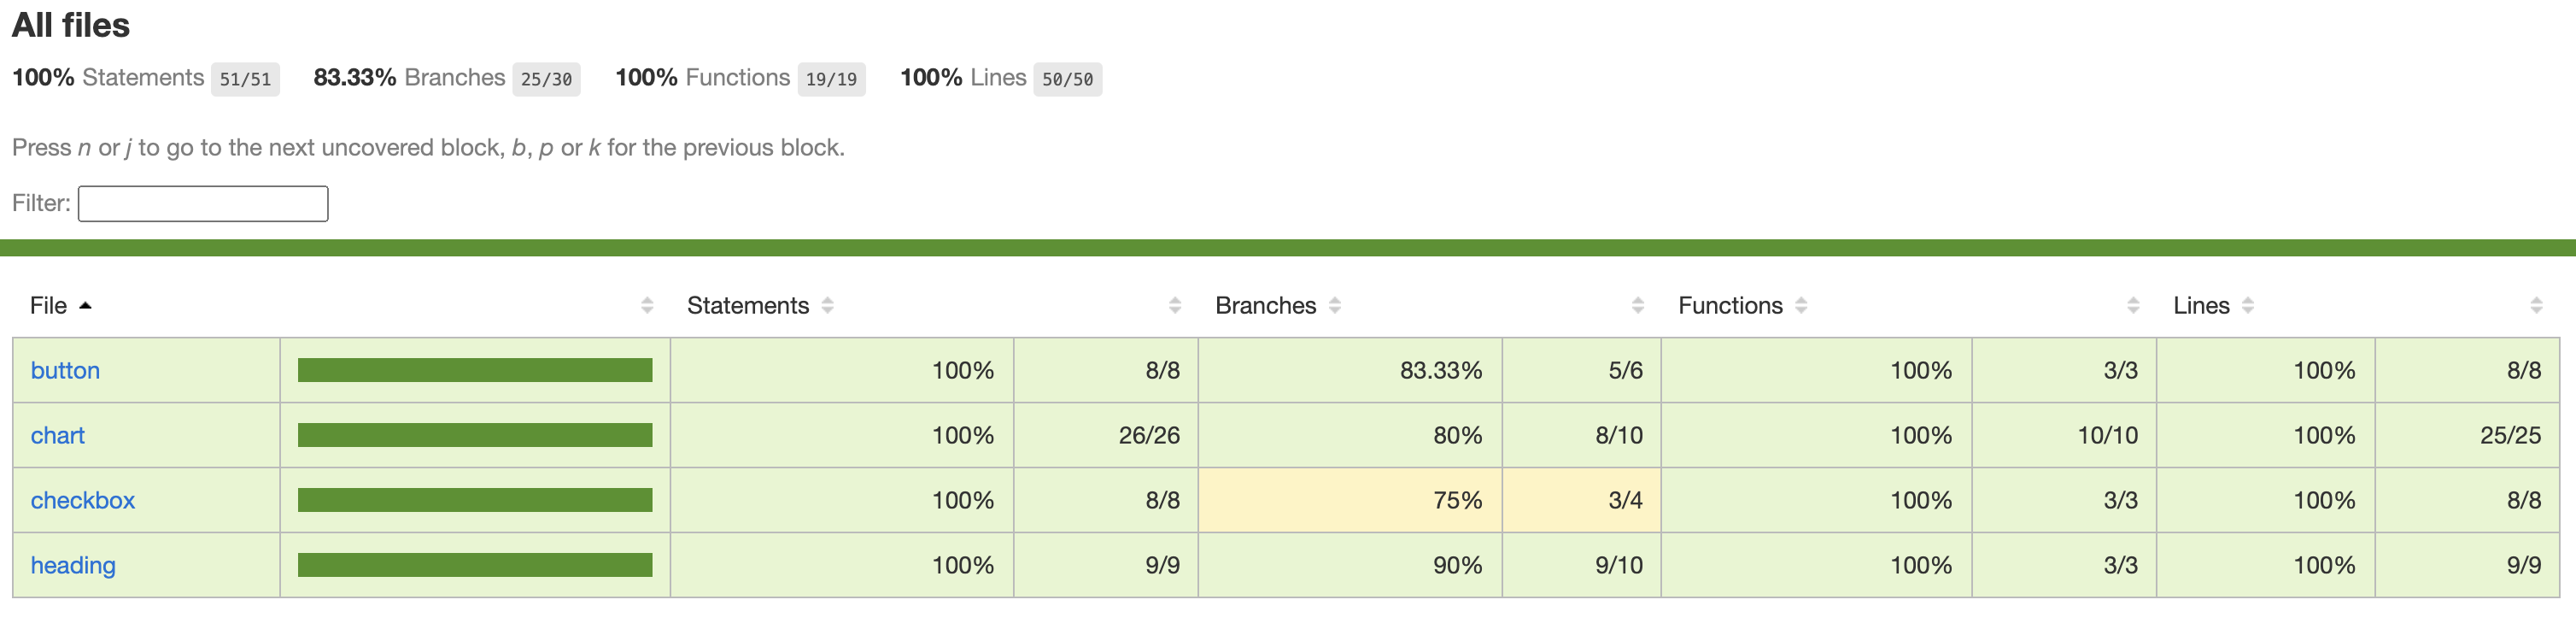 All files
100% Statements 51/51 83.33% Branches 25/30 100% Functions 19/19 100% Lines 50/50
Press n or j to go to the next uncovered block, b, p or k for the previous block.
Filter:
File Statements Branches Functions Lines
button 100% 8/8 83.33% 5/6 100% 3/3 100% 8/8
chart 100% 26/26 80% 8/10 100% 10/10 100% 25/25
checkbox 100% 8/8 75% 3/4 100% 3/3 100% 8/8
heading 100% 9/9 90% 9/10 100% 3/3 100% 9/9